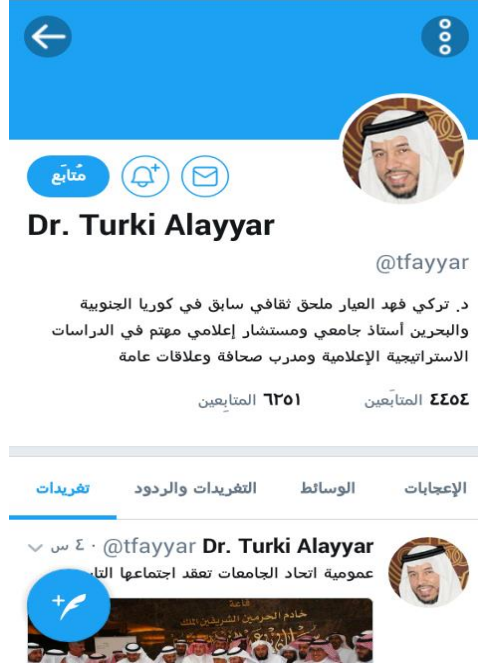 مُتابَع
Dr. Turki Alayyar
@tfayyar
د. تركي فهد العيار ملحق ثقافي سابق في كوريا الجنوبية
والبحرين أستاذ جامعي ومستشار إعلامي مهتم في الدراسات
الاستراتيجية الإعلامية ومدرب صحافة وعلاقات عامة
٤٤٥٤ المتابَعين ٦٢٥١ المتابِعين
الإعجابات الوسائط التغريدات والردود تغريدات
Dr. Turki Alayyar @tfayyar · ٤ س
عمومية اتحاد الجامعات تعقد اجتماعها
قاعة
خادم الحرمين الشريفين الملك